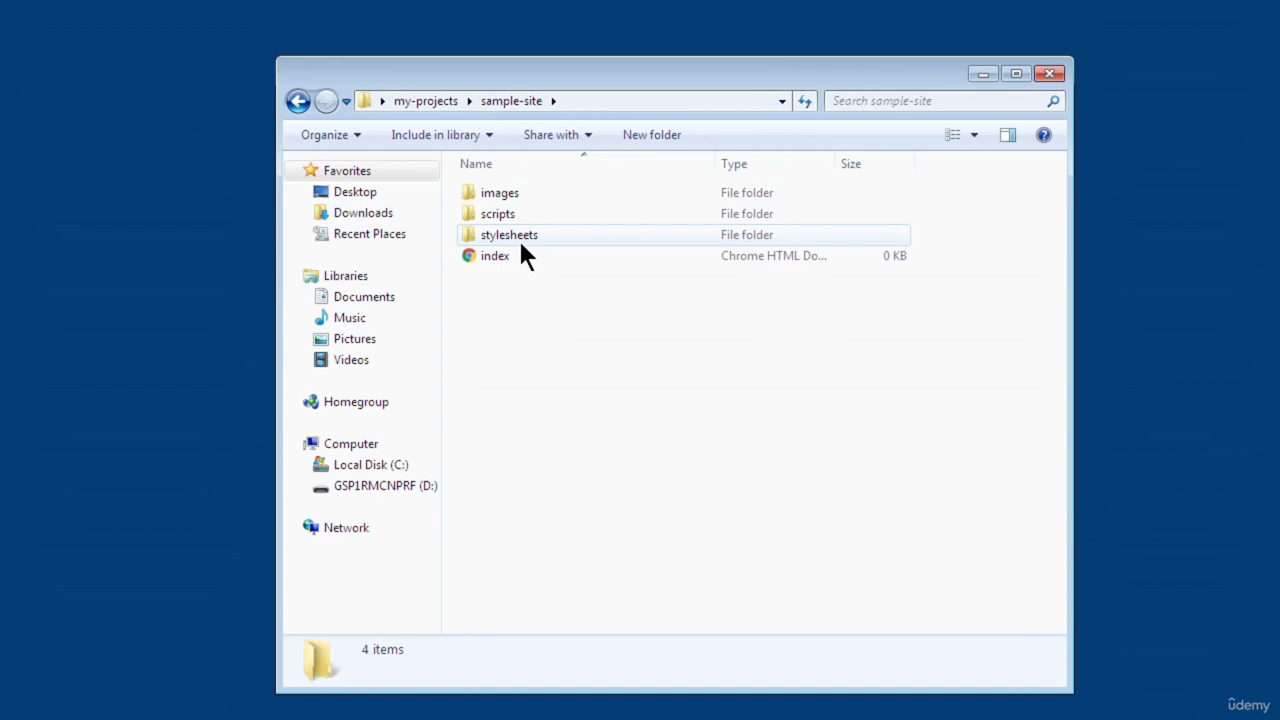 my-projects sample-site Search sample-site
Organize Include in library Share with New folder
Name Type Size
Favorites
Desktop
Downloads
Recent Places
Libraries
Documents
Music
Pictures
Videos
Homegroup
Computer
Local Disk (C:)
GSP1RMCNPRF (D:)
Network
images File folder
scripts File folder
stylesheets File folder
index Chrome HTML Do... 0 KB
4 items
ûdemy